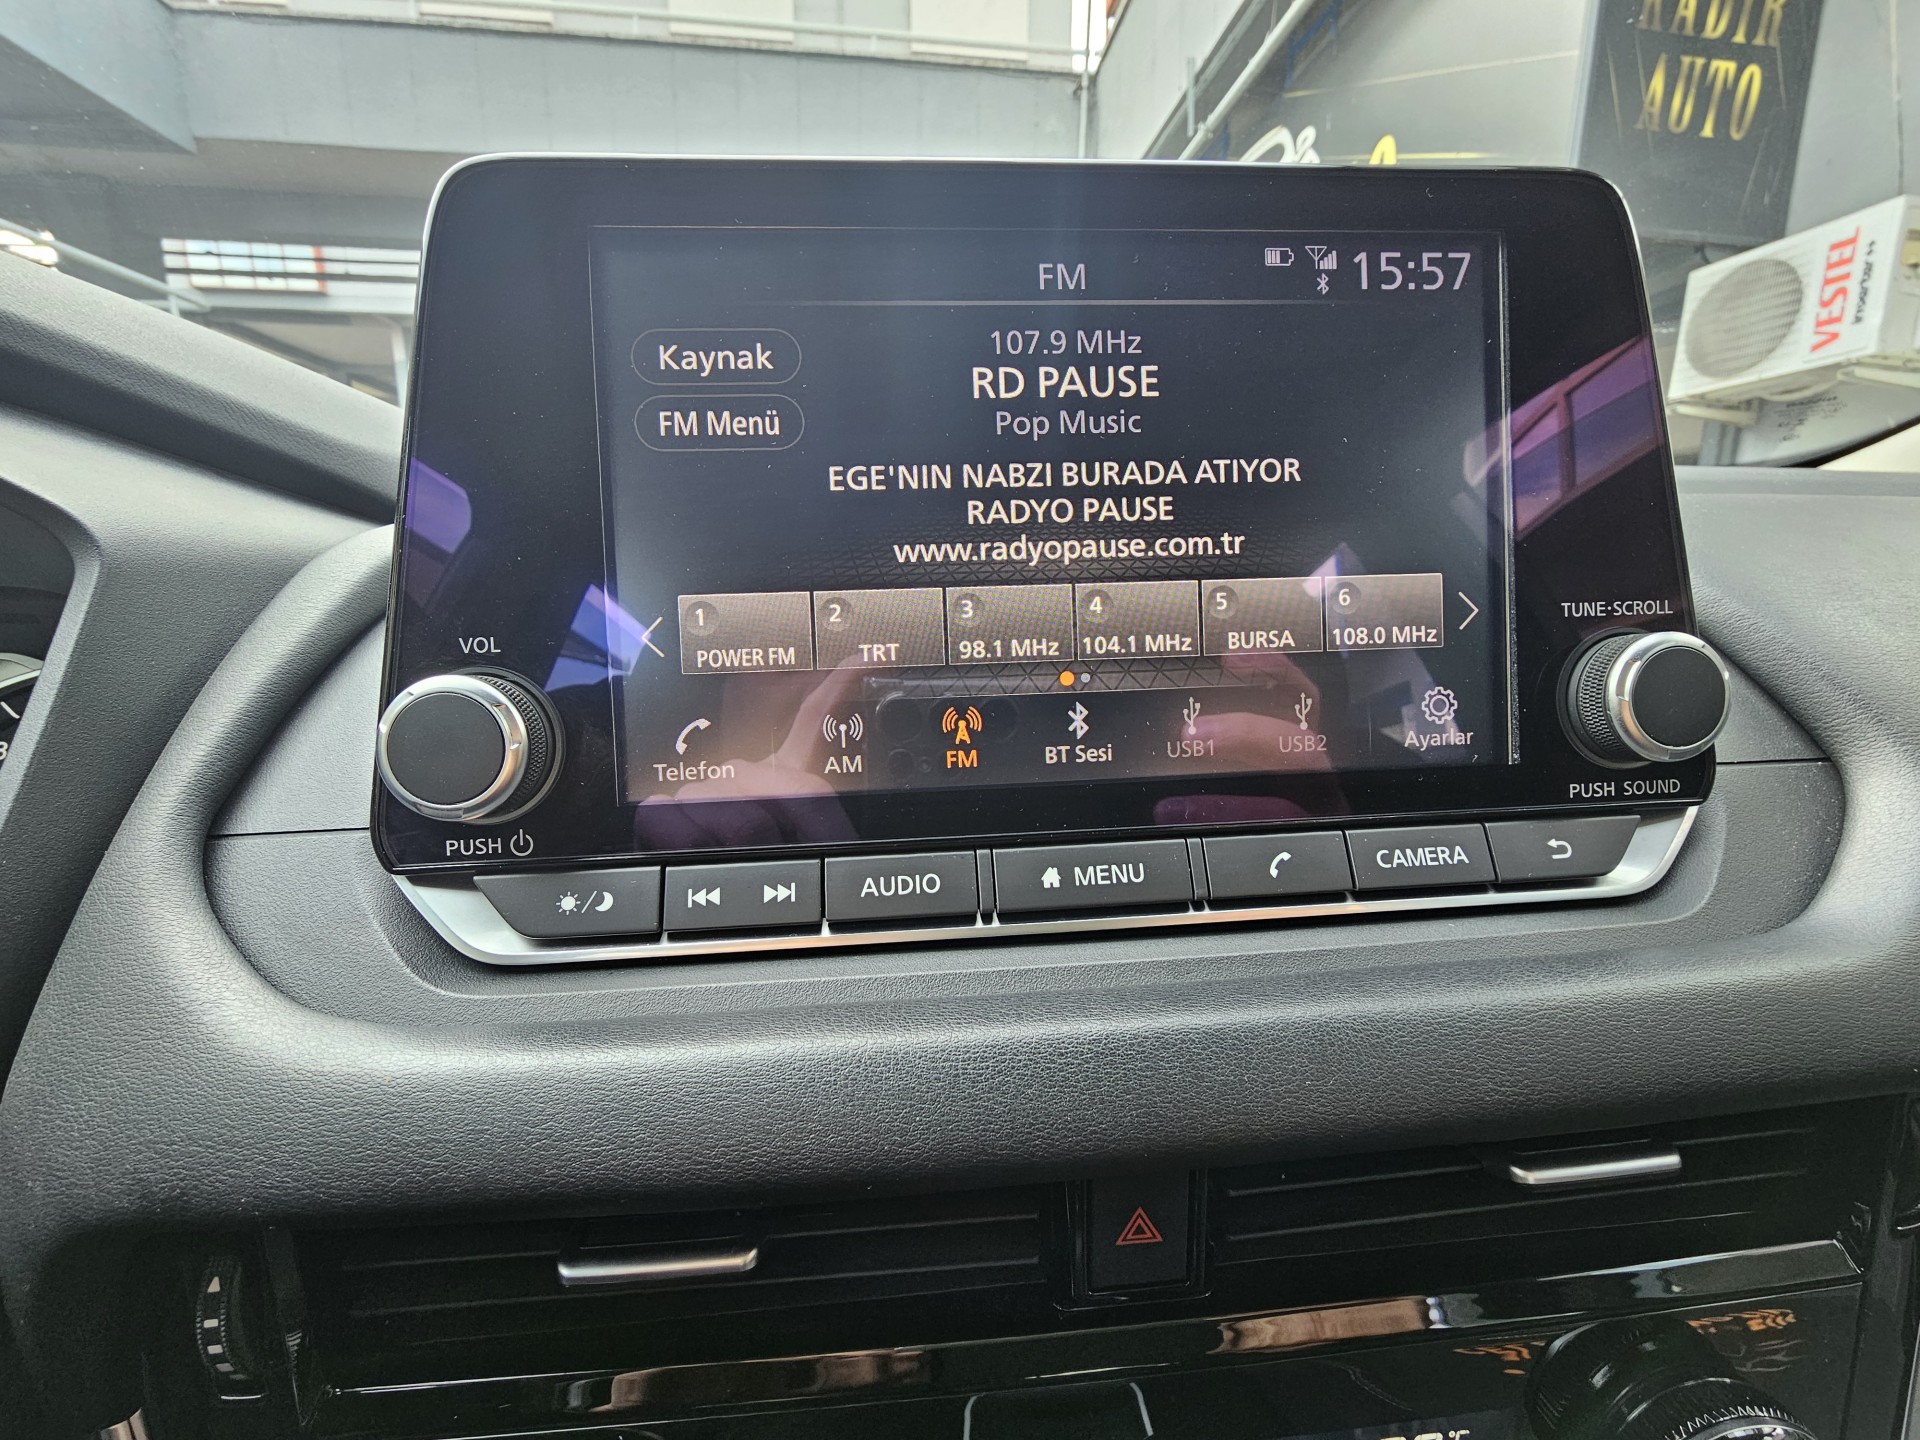 KADIR
AUTO
VESTEL
FM
15:57
Kaynak
107.9 MHz
RD PAUSE
FM Menü
Pop Music
EGE'NIN NABZI BURADA ATIYOR
RADYO PAUSE
www.radyopause.com.tr
1
POWER FM
2
TRT
3
98.1 MHz
4
104.1 MHz
5
BURSA
6
108.0 MHz
Telefon
AM
FM
BT Sesi
USB1
USB2
Ayarlar
VOL
PUSH
TUNE·SCROLL
PUSH SOUND
AUDIO
MENU
CAMERA
°C